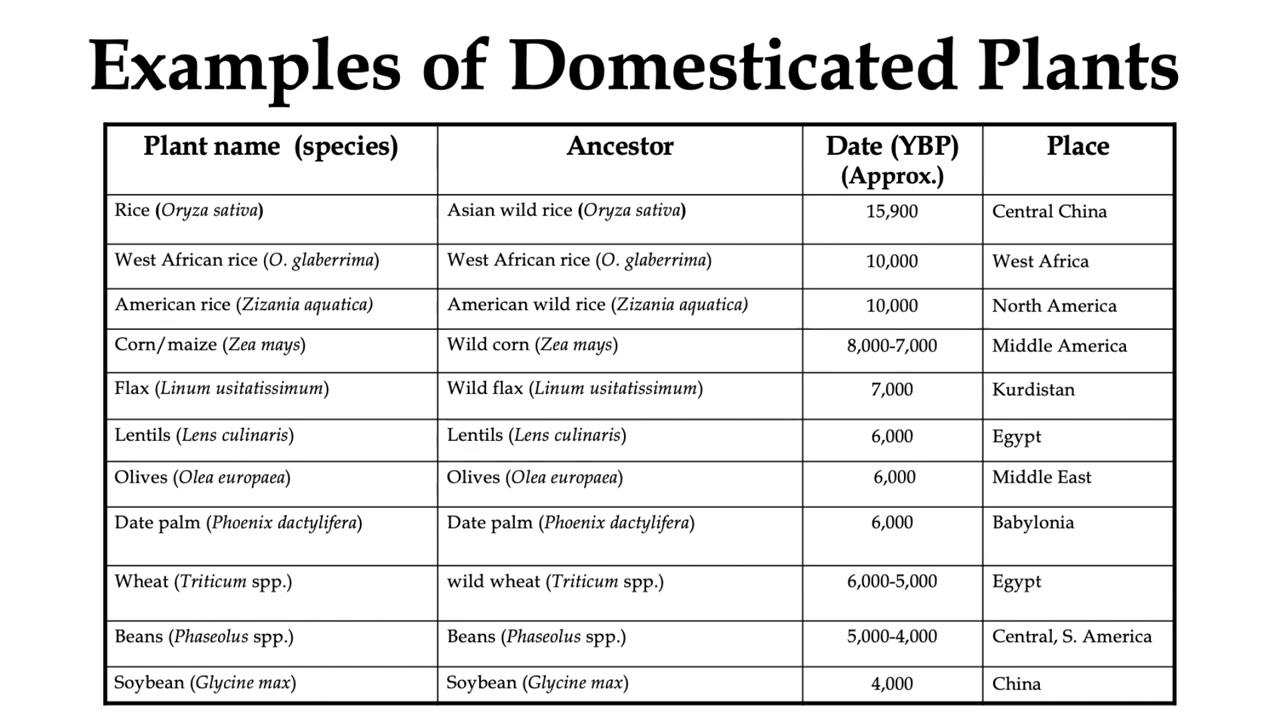 Examples of Domesticated Plants
Plant name (species) Ancestor Date (YBP) (Approx.) Place
Rice (Oryza sativa) Asian wild rice (Oryza sativa) 15,900 Central China
West African rice (O. glaberrima) West African rice (O. glaberrima) 10,000 West Africa
American rice (Zizania aquatica) American wild rice (Zizania aquatica) 10,000 North America
Corn/maize (Zea mays) Wild corn (Zea mays) 8,000-7,000 Middle America
Flax (Linum usitatissimum) Wild flax (Linum usitatissimum) 7,000 Kurdistan
Lentils (Lens culinaris) Lentils (Lens culinaris) 6,000 Egypt
Olives (Olea europaea) Olives (Olea europaea) 6,000 Middle East
Date palm (Phoenix dactylifera) Date palm (Phoenix dactylifera) 6,000 Babylonia
Wheat (Triticum spp.) wild wheat (Triticum spp.) 6,000-5,000 Egypt
Beans (Phaseolus spp.) Beans (Phaseolus spp.) 5,000-4,000 Central, S. America
Soybean (Glycine max) Soybean (Glycine max) 4,000 China